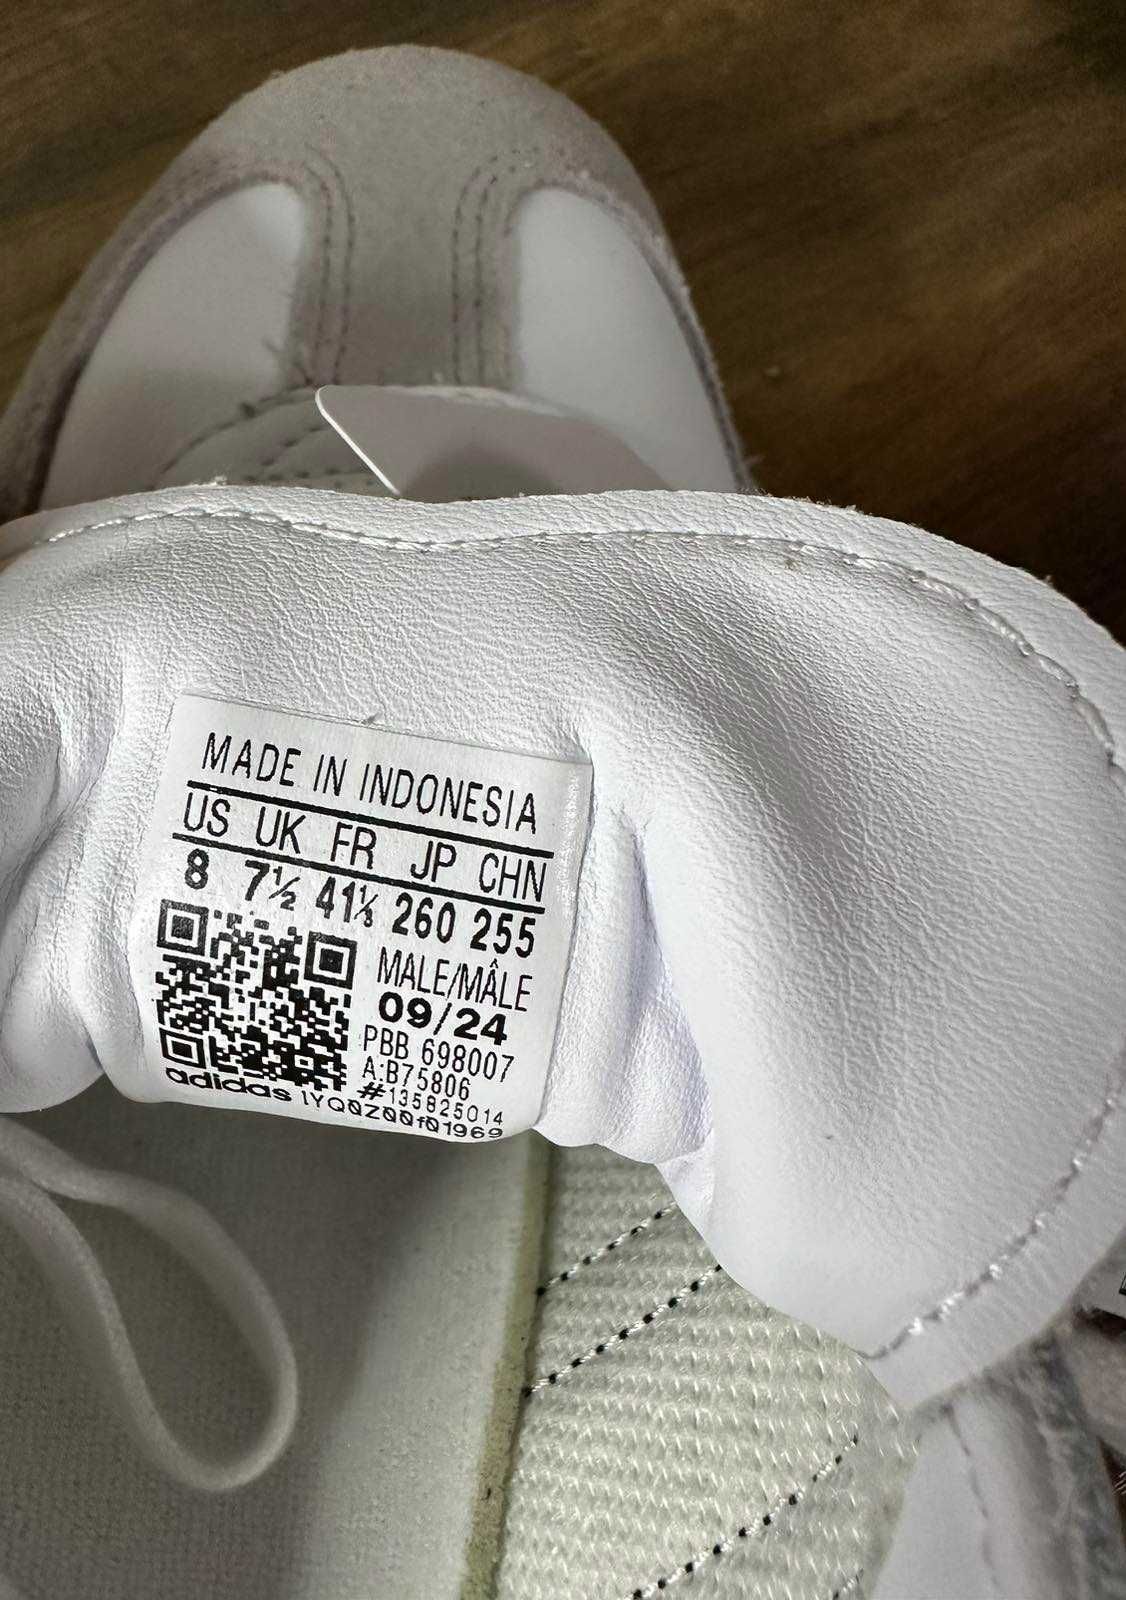 MADE IN INDONESIA
US UK FR JP CHN
8 7½ 41⅓ 260 255
MALE/MÂLE
09/24
PBB 698007
A:B75806
#135825014
adidas 1YQ0Z00f01969